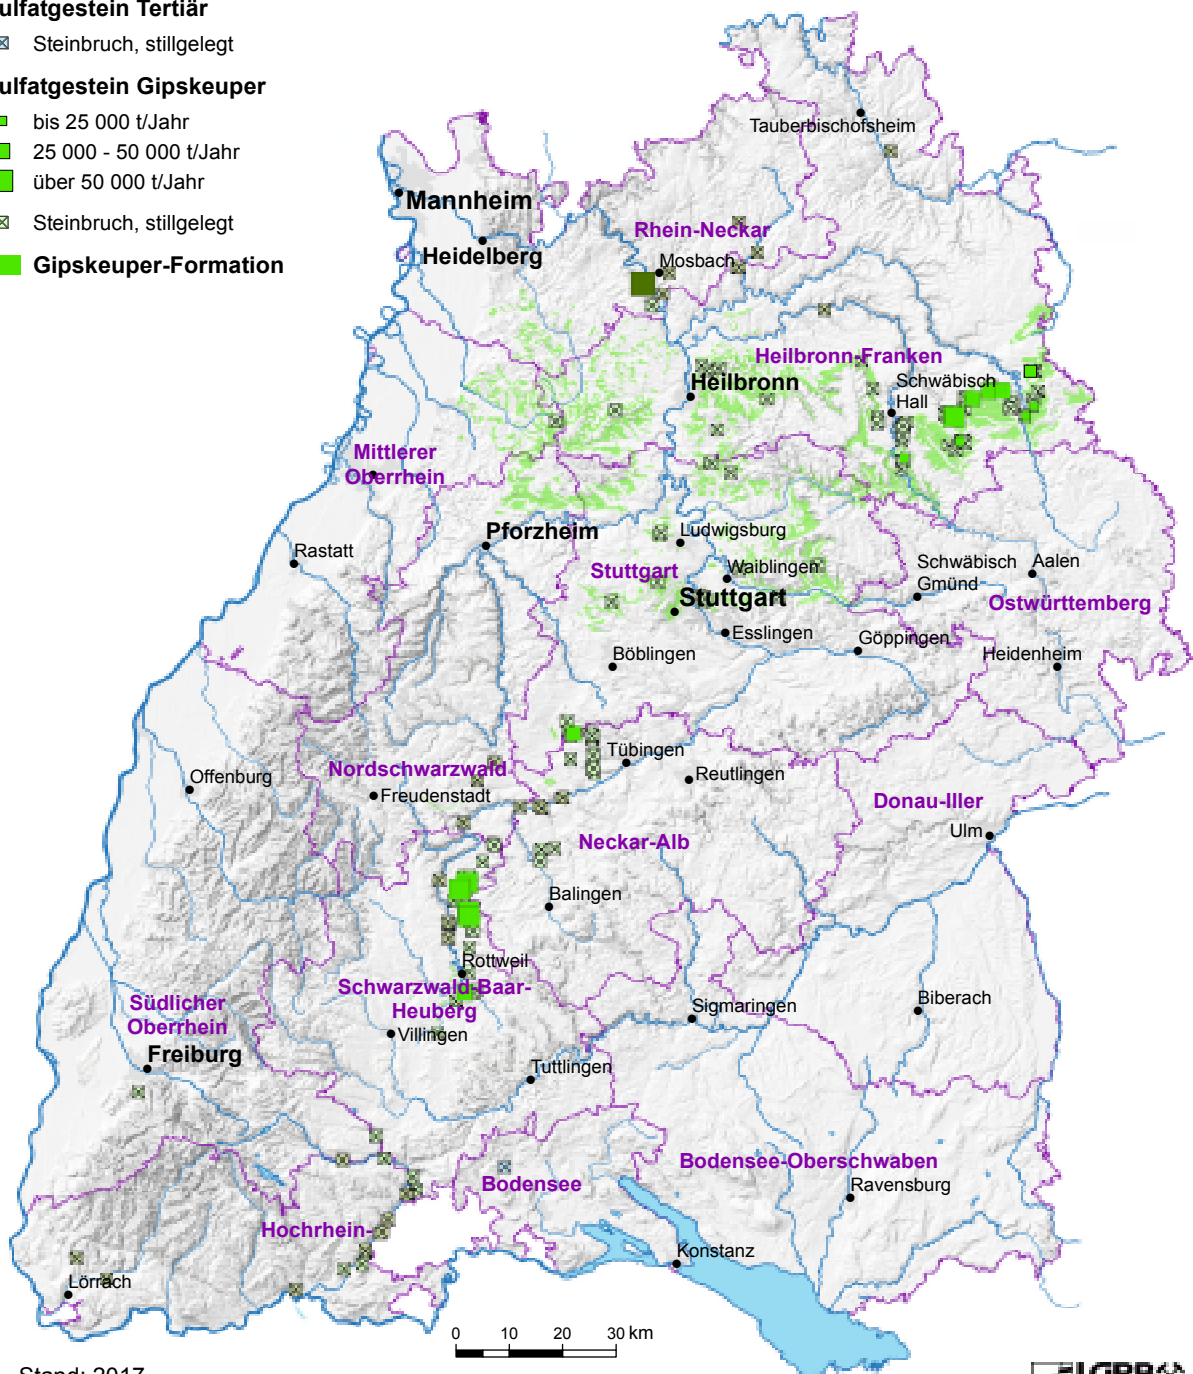 ulfatgestein Tertiär
Steinbruch, stillgelegt
ulfatgestein Gipskeuper
bis 25 000 t/Jahr
25 000 - 50 000 t/Jahr
über 50 000 t/Jahr
Steinbruch, stillgelegt
Gipskeuper-Formation
Tauberbischofsheim
Mannheim
Rhein-Neckar
Heidelberg
Mosbach
Heilbronn-Franken
Heilbronn
Schwäbisch
Hall
Mittlerer
Oberrhein
Pforzheim
Ludwigsburg
Rastatt
Stuttgart
Waiblingen
Schwäbisch
Gmünd
Aalen
Stuttgart
Ostwürttemberg
Esslingen
Göppingen
Böblingen
Heidenheim
Tübingen
Nordschwarzwald
Reutlingen
Offenburg
Freudenstadt
Donau-Iller
Ulm
Neckar-Alb
Balingen
Rottweil
Schwarzwald-Baar-
Heuberg
Südlicher
Oberrhein
Sigmaringen
Biberach
Villingen
Freiburg
Tuttlingen
Bodensee-Oberschwaben
Bodensee
Ravensburg
Hochrhein-
Konstanz
Lörrach
0 10 20 30 km
Stand: 2017
LGRB